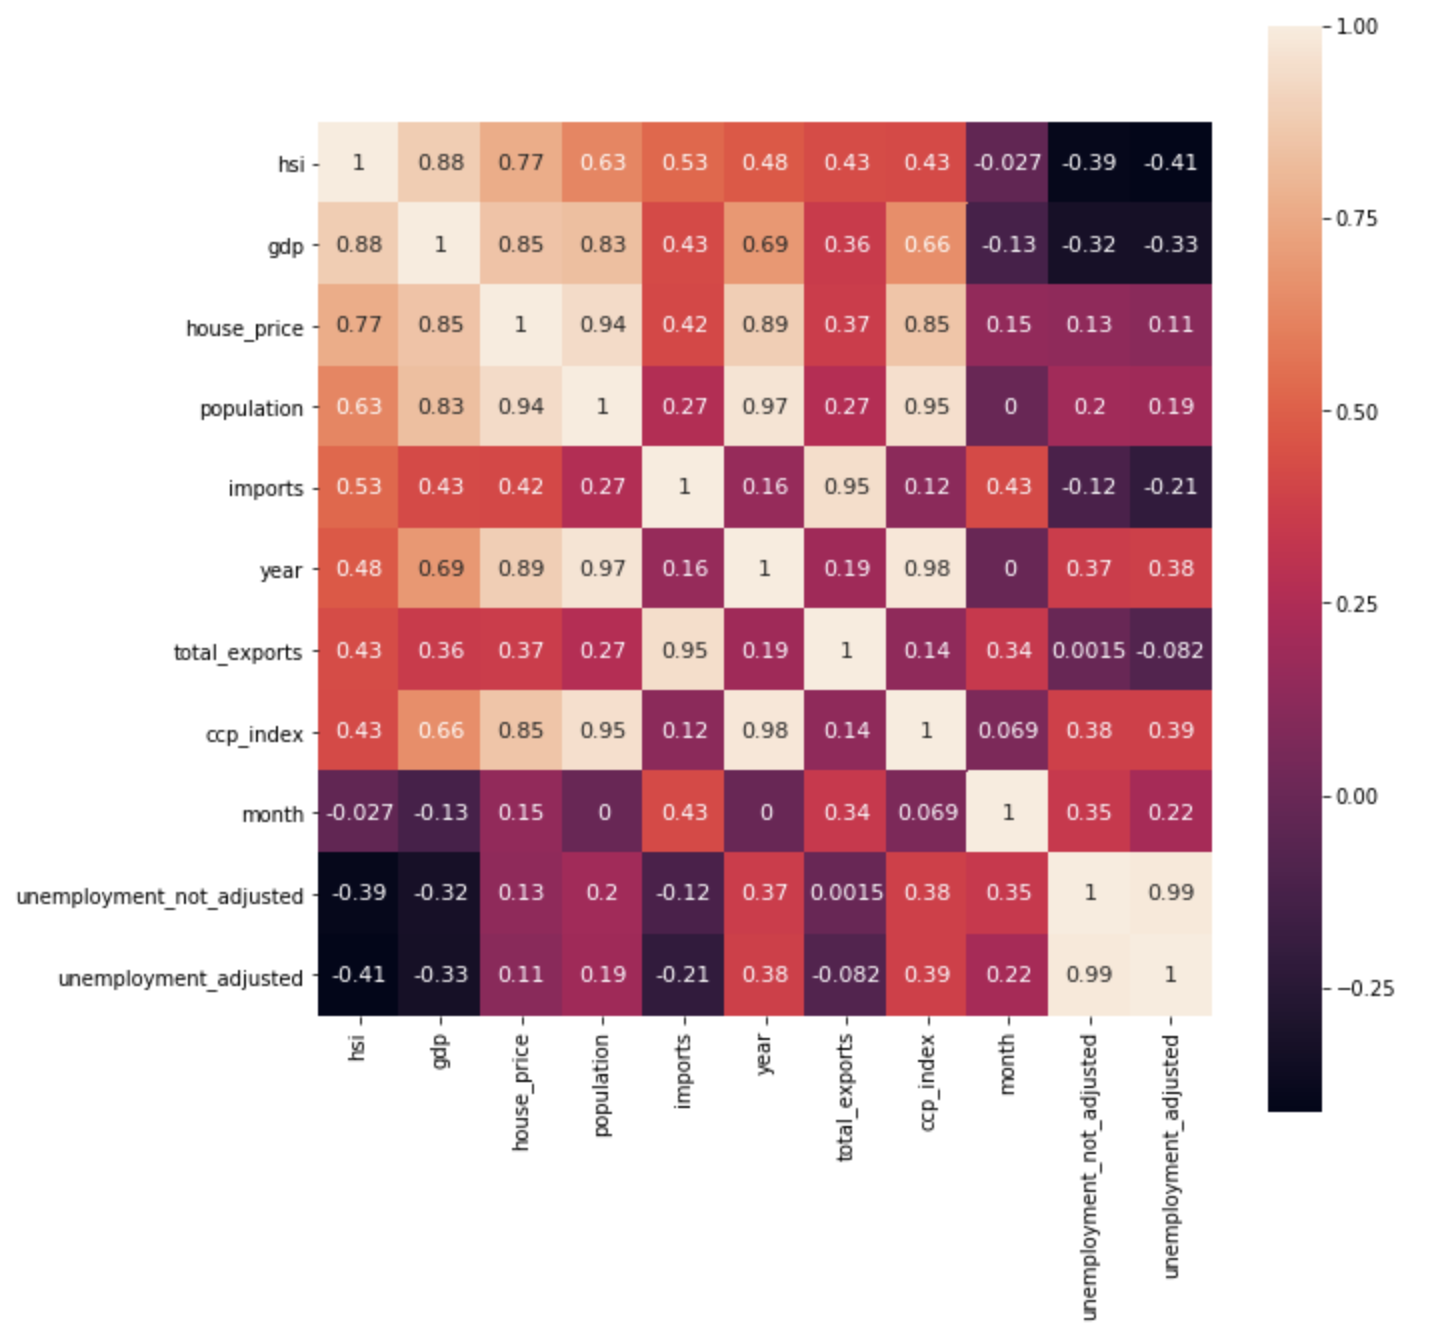 1.00
hsi 1 0.88 0.77 0.63 0.53 0.48 0.43 0.43 -0.027 -0.39 -0.41
0.75
gdp 0.88 1 0.85 0.83 0.43 0.69 0.36 0.66 -0.13 -0.32 -0.33
house_price 0.77 0.85 1 0.94 0.42 0.89 0.37 0.85 0.15 0.13 0.11
population 0.63 0.83 0.94 1 0.27 0.97 0.27 0.95 0 0.2 0.19
0.50
imports 0.53 0.43 0.42 0.27 1 0.16 0.95 0.12 0.43 -0.12 -0.21
year 0.48 0.69 0.89 0.97 0.16 1 0.19 0.98 0 0.37 0.38
0.25
total_exports 0.43 0.36 0.37 0.27 0.95 0.19 1 0.14 0.34 0.0015 -0.082
ccp_index 0.43 0.66 0.85 0.95 0.12 0.98 0.14 1 0.069 0.38 0.39
0.00
month -0.027 -0.13 0.15 0 0.43 0 0.34 0.069 1 0.35 0.22
unemployment_not_adjusted -0.39 -0.32 0.13 0.2 -0.12 0.37 0.0015 0.38 0.35 1 0.99
unemployment_adjusted -0.41 -0.33 0.11 0.19 -0.21 0.38 -0.082 0.39 0.22 0.99 1
−0.25
hsi
gdp
house_price
population
imports
year
total_exports
ccp_index
month
unemployment_not_adjusted
unemployment_adjusted